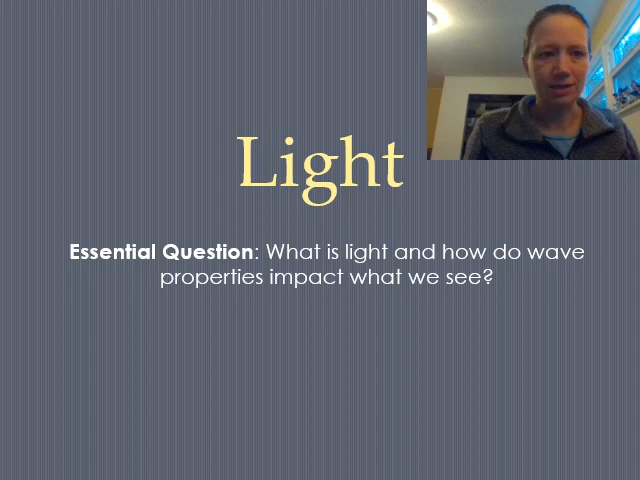 Light
Essential Question: What is light and how do wave
properties impact what we see?